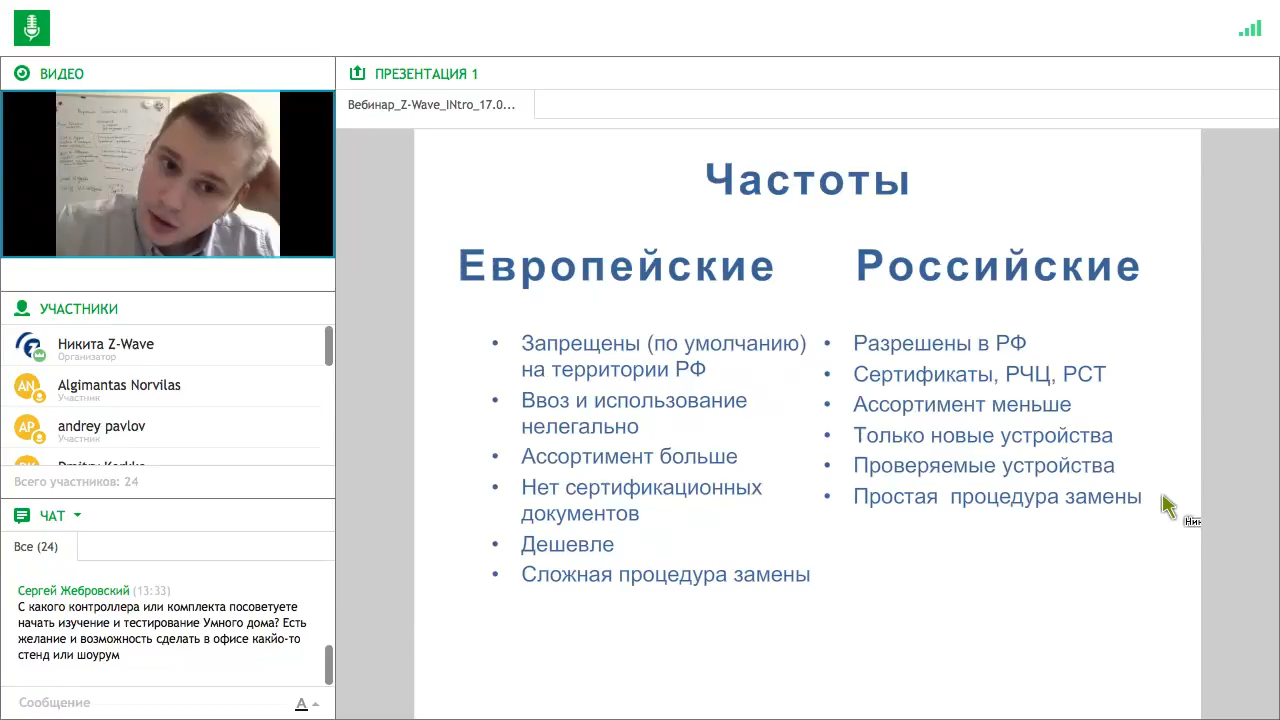 ВИДЕО
ПРЕЗЕНТАЦИЯ 1
Вебинар_Z-Wave_INtro_17.0...
Частоты
Европейские
Российские
• Запрещены (по умолчанию)
на территории РФ
• Ввоз и использование
нелегально
• Ассортимент больше
• Нет сертификационных
документов
• Дешевле
• Сложная процедура замены
• Разрешены в РФ
• Сертификаты, РЧЦ, РСТ
• Ассортимент меньше
• Только новые устройства
• Проверяемые устройства
• Простая процедура замены
Ник
УЧАСТНИКИ
Никита Z-Wave
Организатор
AN
Algimantas Norvilas
Участник
AP
andrey pavlov
Участник
Всего участников: 24
ЧАТ
Все (24)
Сергей Жебровский (13:33)
С какого контроллера или комплекта посоветуете
начать изучение и тестирование Умного дома? Есть
желание и возможность сделать в офисе какйо-то
стенд или шоурум
Сообщение
A